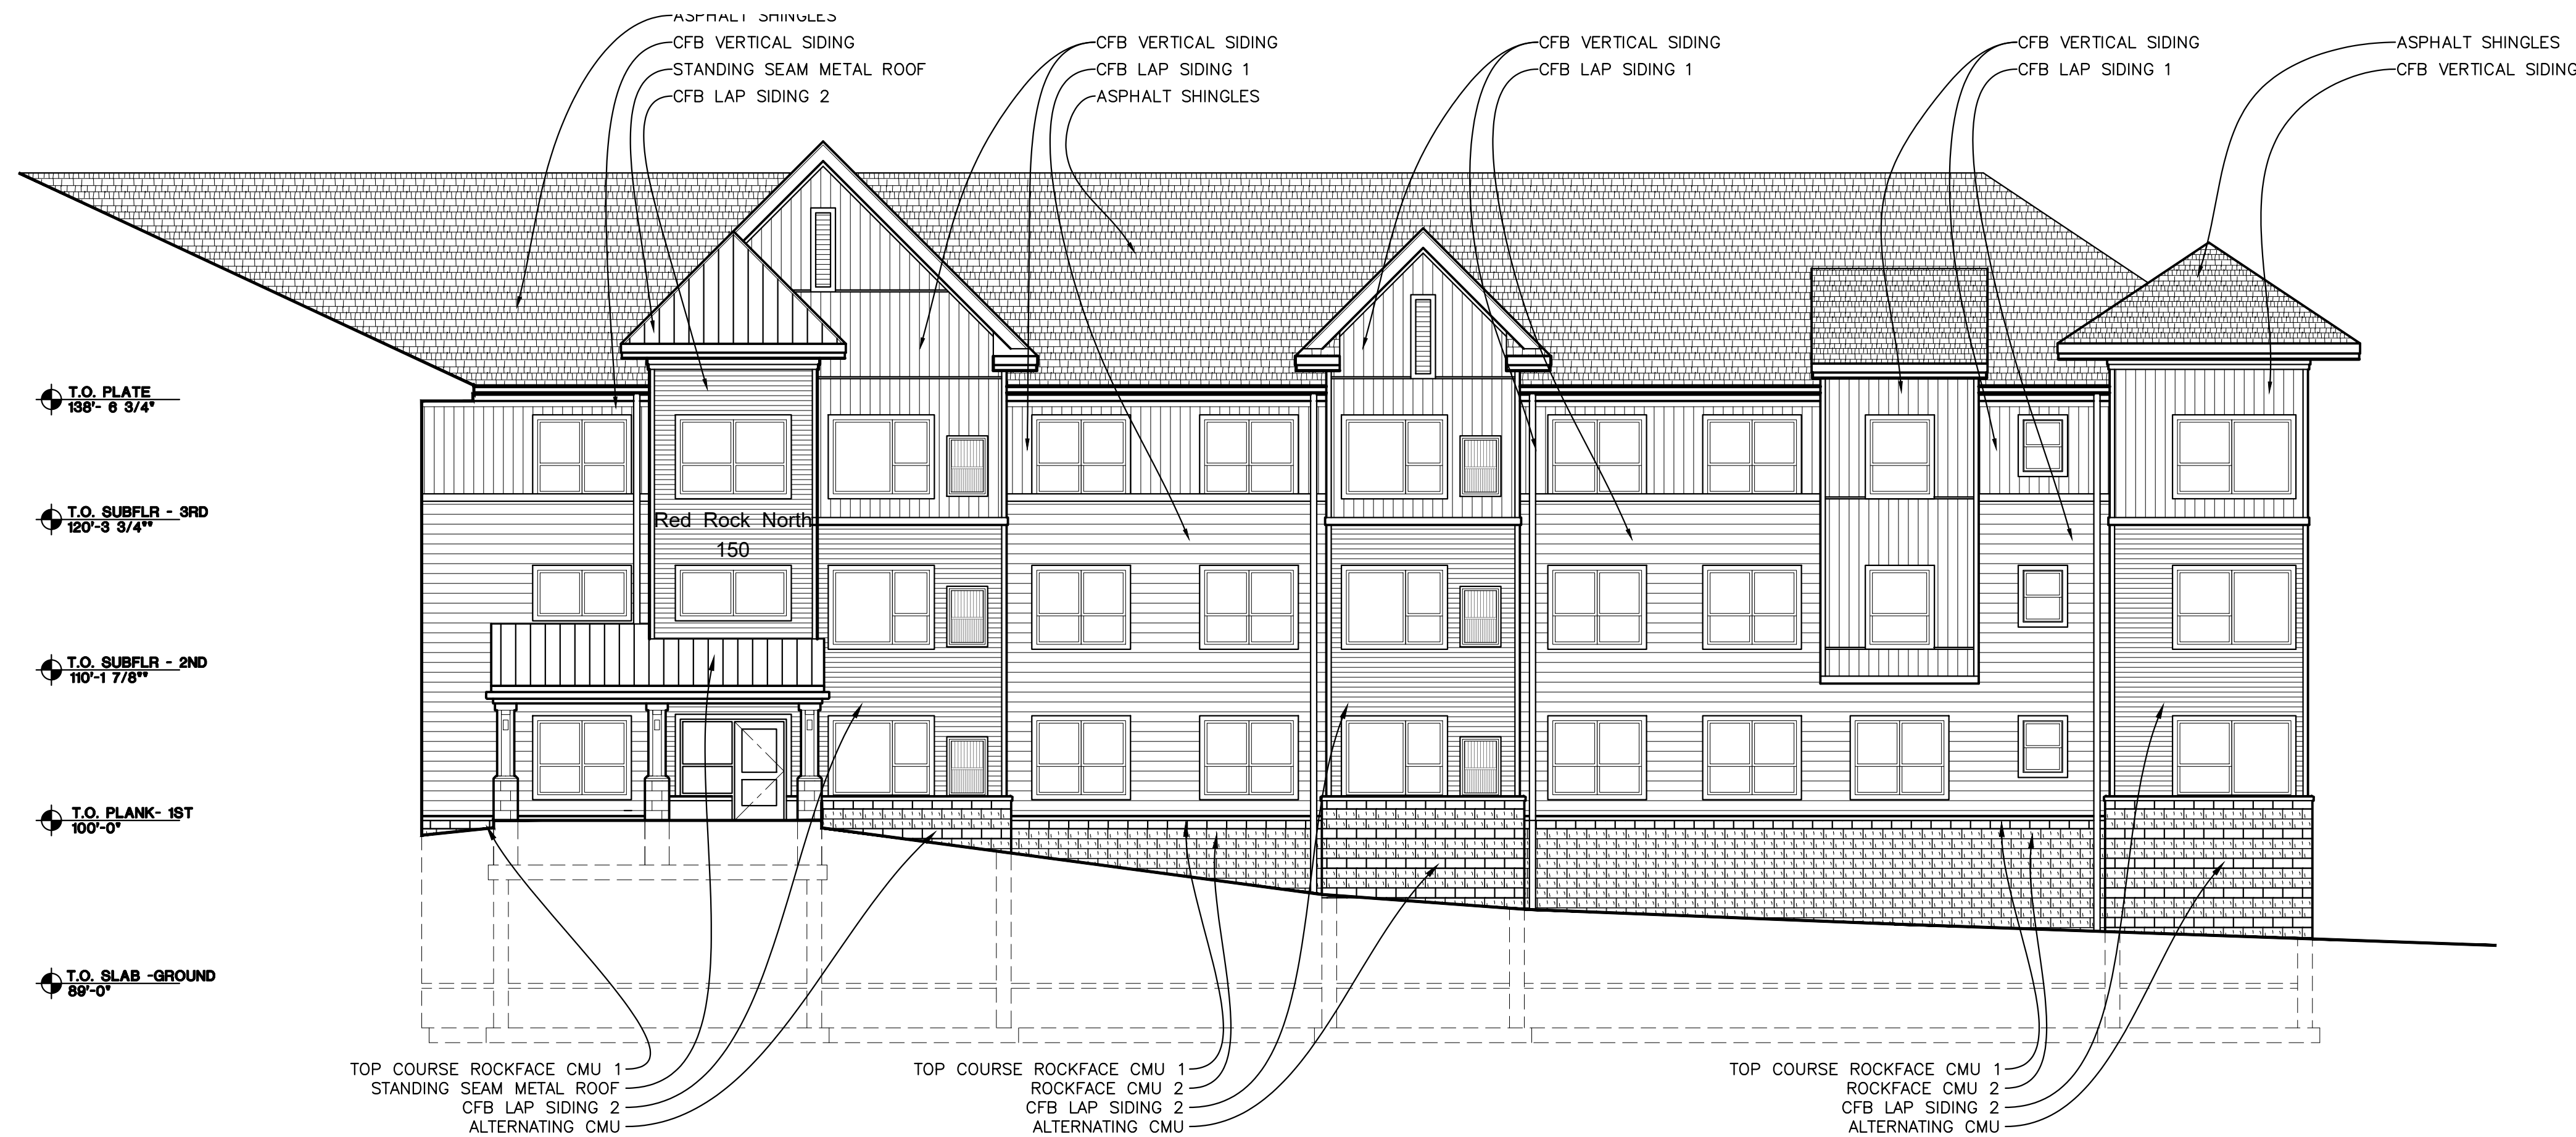 ASPHALT SHINGLES
CFB VERTICAL SIDING
STANDING SEAM METAL ROOF
CFB LAP SIDING 2
CFB VERTICAL SIDING
CFB LAP SIDING 1
ASPHALT SHINGLES
CFB VERTICAL SIDING
CFB LAP SIDING 1
CFB VERTICAL SIDING
CFB LAP SIDING 1
ASPHALT SHINGLES
CFB VERTICAL SIDING
T.O. PLATE
138'- 6 3/4"
T.O. SUBFLR - 3RD
120'-3 3/4""
Red Rock North
150
T.O. SUBFLR - 2ND
110'-1 7/8""
T.O. PLANK- 1ST
100'-0"
T.O. SLAB -GROUND
89'-0"
TOP COURSE ROCKFACE CMU 1
STANDING SEAM METAL ROOF
CFB LAP SIDING 2
ALTERNATING CMU
TOP COURSE ROCKFACE CMU 1
ROCKFACE CMU 2
CFB LAP SIDING 2
ALTERNATING CMU
TOP COURSE ROCKFACE CMU 1
ROCKFACE CMU 2
CFB LAP SIDING 2
ALTERNATING CMU